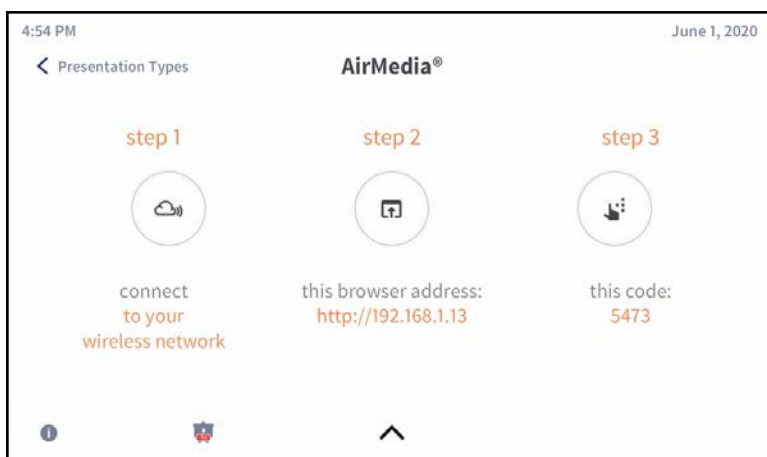 4:54 PM
June 1, 2020
Presentation Types
AirMedia®
step 1
step 2
step 3
connect
to your
wireless network
this browser address:
http://192.168.1.13
this code:
5473